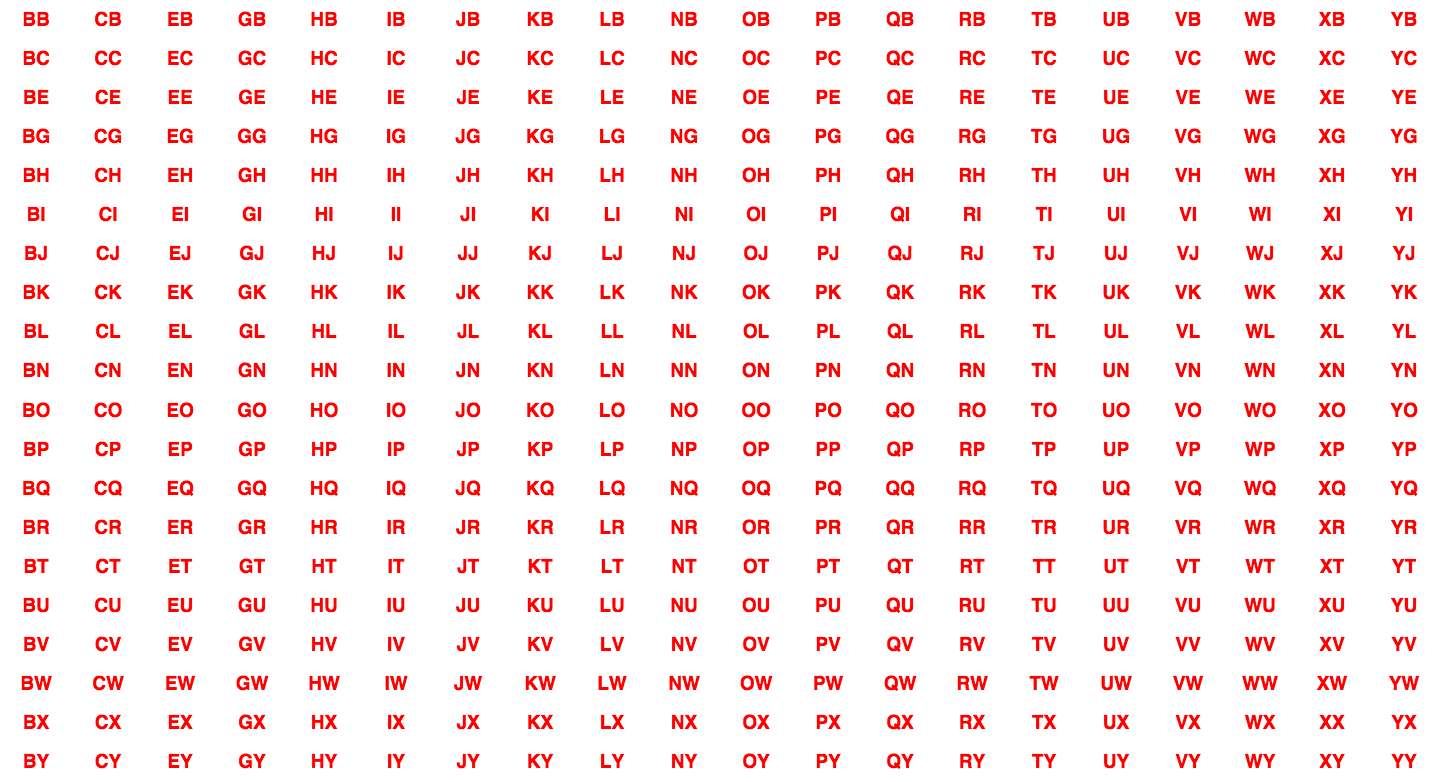 BB CB EB GB HB IB JB KB LB NB OB PB QB RB TB UB VB WB XB YB
BC CC EC GC HC IC JC KC LC NC OC PC QC RC TC UC VC WC XC YC
BE CE EE GE HE IE JE KE LE NE OE PE QE RE TE UE VE WE XE YE
BG CG EG GG HG IG JG KG LG NG OG PG QG RG TG UG VG WG XG YG
BH CH EH GH HH IH JH KH LH NH OH PH QH RH TH UH VH WH XH YH
BI CI EI GI HI II JI KI LI NI OI PI QI RI TI UI VI WI XI YI
BJ CJ EJ GJ HJ IJ JJ KJ LJ NJ OJ PJ QJ RJ TJ UJ VJ WJ XJ YJ
BK CK EK GK HK IK JK KK LK NK OK PK QK RK TK UK VK WK XK YK
BL CL EL GL HL IL JL KL LL NL OL PL QL RL TL UL VL WL XL YL
BN CN EN GN HN IN JN KN LN NN ON PN QN RN TN UN VN WN XN YN
BO CO EO GO HO IO JO KO LO NO OO PO QO RO TO UO VO WO XO YO
BP CP EP GP HP IP JP KP LP NP OP PP QP RP TP UP VP WP XP YP
BQ CQ EQ GQ HQ IQ JQ KQ LQ NQ OQ PQ QQ RQ TQ UQ VQ WQ XQ YQ
BR CR ER GR HR IR JR KR LR NR OR PR QR RR TR UR VR WR XR YR
BT CT ET GT HT IT JT KT LT NT OT PT QT RT TT UT VT WT XT YT
BU CU EU GU HU IU JU KU LU NU OU PU QU RU TU UU VU WU XU YU
BV CV EV GV HV IV JV KV LV NV OV PV QV RV TV UV VV WV XV YV
BW CW EW GW HW IW JW KW LW NW OW PW QW RW TW UW VW WW XW YW
BX CX EX GX HX IX JX KX LX NX OX PX QX RX TX UX VX WX XX YX
BY CY EY GY HY IY JY KY LY NY OY PY QY RY TY UY VY WY XY YY